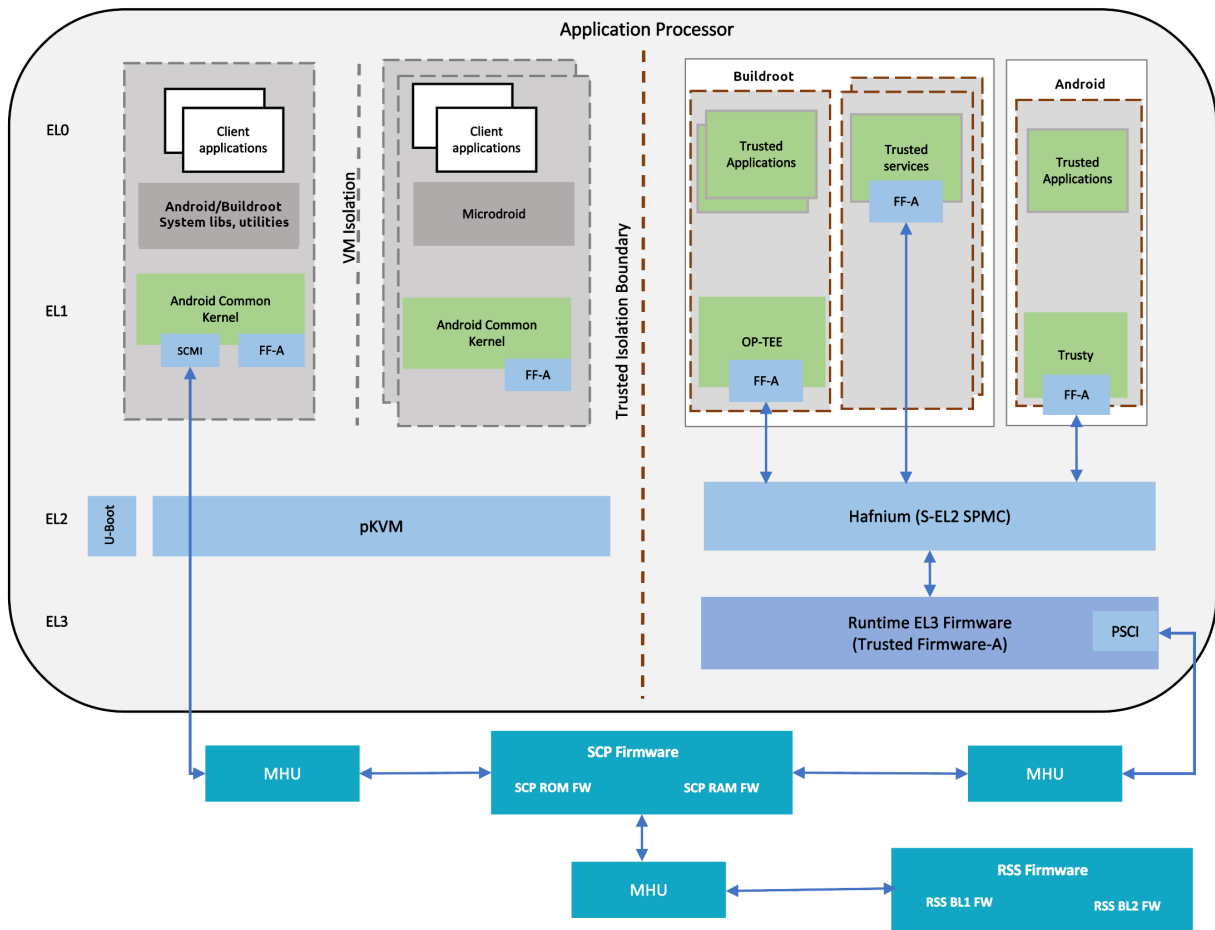 Application Processor
EL0
EL1
EL2
EL3
Client
applications
Android/Buildroot
System libs, utilities
Android Common
Kernel
SCMI
FF-A
VM Isolation
Client
applications
Microdroid
Android Common
Kernel
FF-A
Trusted Isolation Boundary
Buildroot
Trusted
Applications
OP-TEE
FF-A
Trusted
services
FF-A
Android
Trusted
Applications
Trusty
FF-A
U-Boot
pKVM
Hafnium (S-EL2 SPMC)
Runtime EL3 Firmware
(Trusted Firmware-A)
PSCI
MHU
SCP Firmware
SCP ROM FW
SCP RAM FW
MHU
MHU
RSS Firmware
RSS BL1 FW
RSS BL2 FW